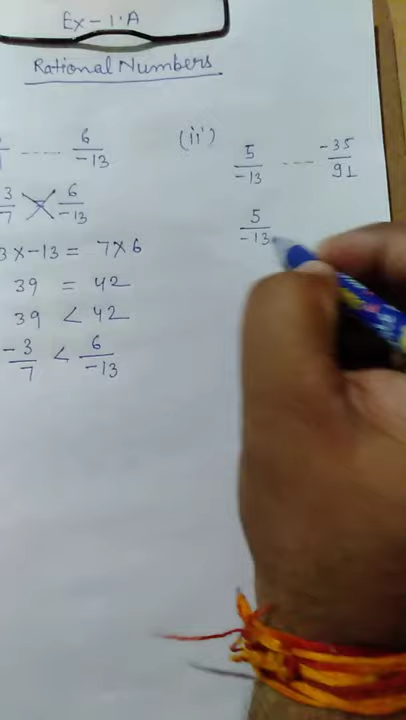 Ex-1.A
Rational Numbers
6/-13
3/7 6/-13
3 x -13 = 7 x 6
39 = 42
39 < 42
-3/7 < 6/-13
(ii) 5/-13 ---- -35/91
5/-13